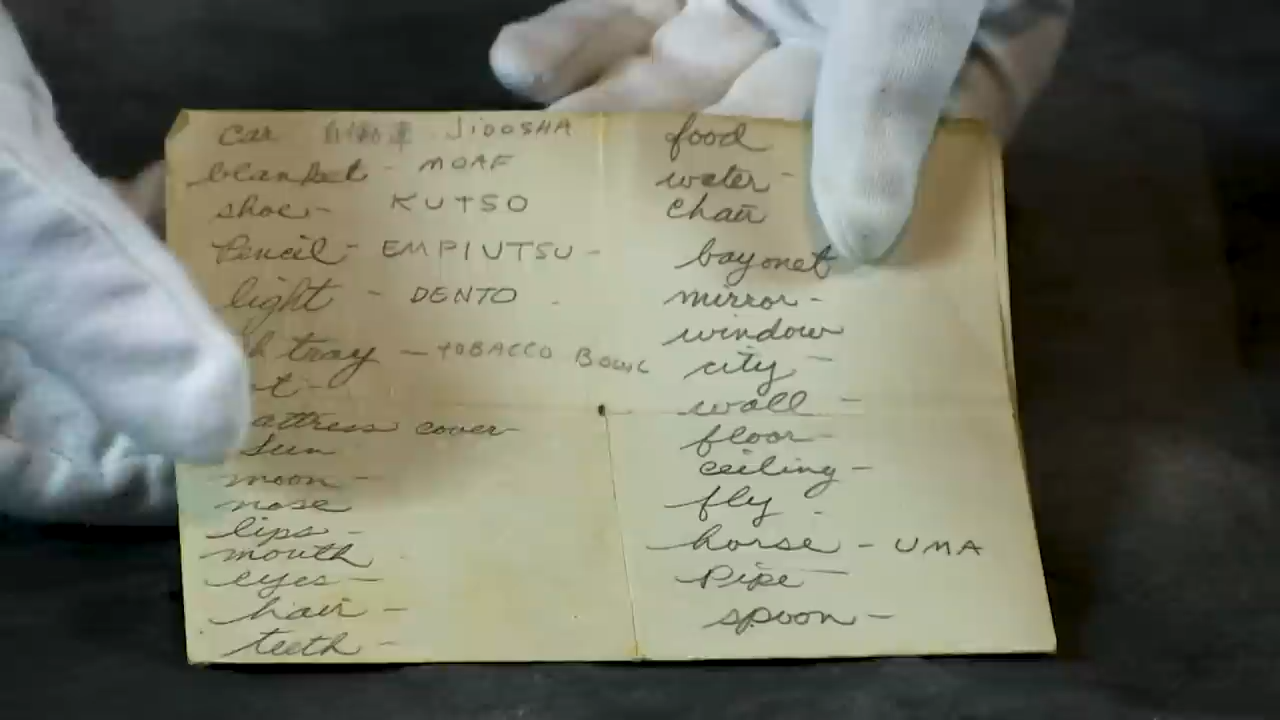 car 自動車 - JIDOSHA
blanket - MOAF
shoe - KUTSO
Pencil - EMPIUTSU -
light - DENTO
tray - TOBACCO BOWL
attress cover
Sun
moon -
nose
lips -
mouth
eyes -
hair -
teeth -
food
water -
Chair
bayonet
mirror -
window
city -
wall -
floor -
ceiling -
fly -
horse - UMA
Pipe -
spoon -